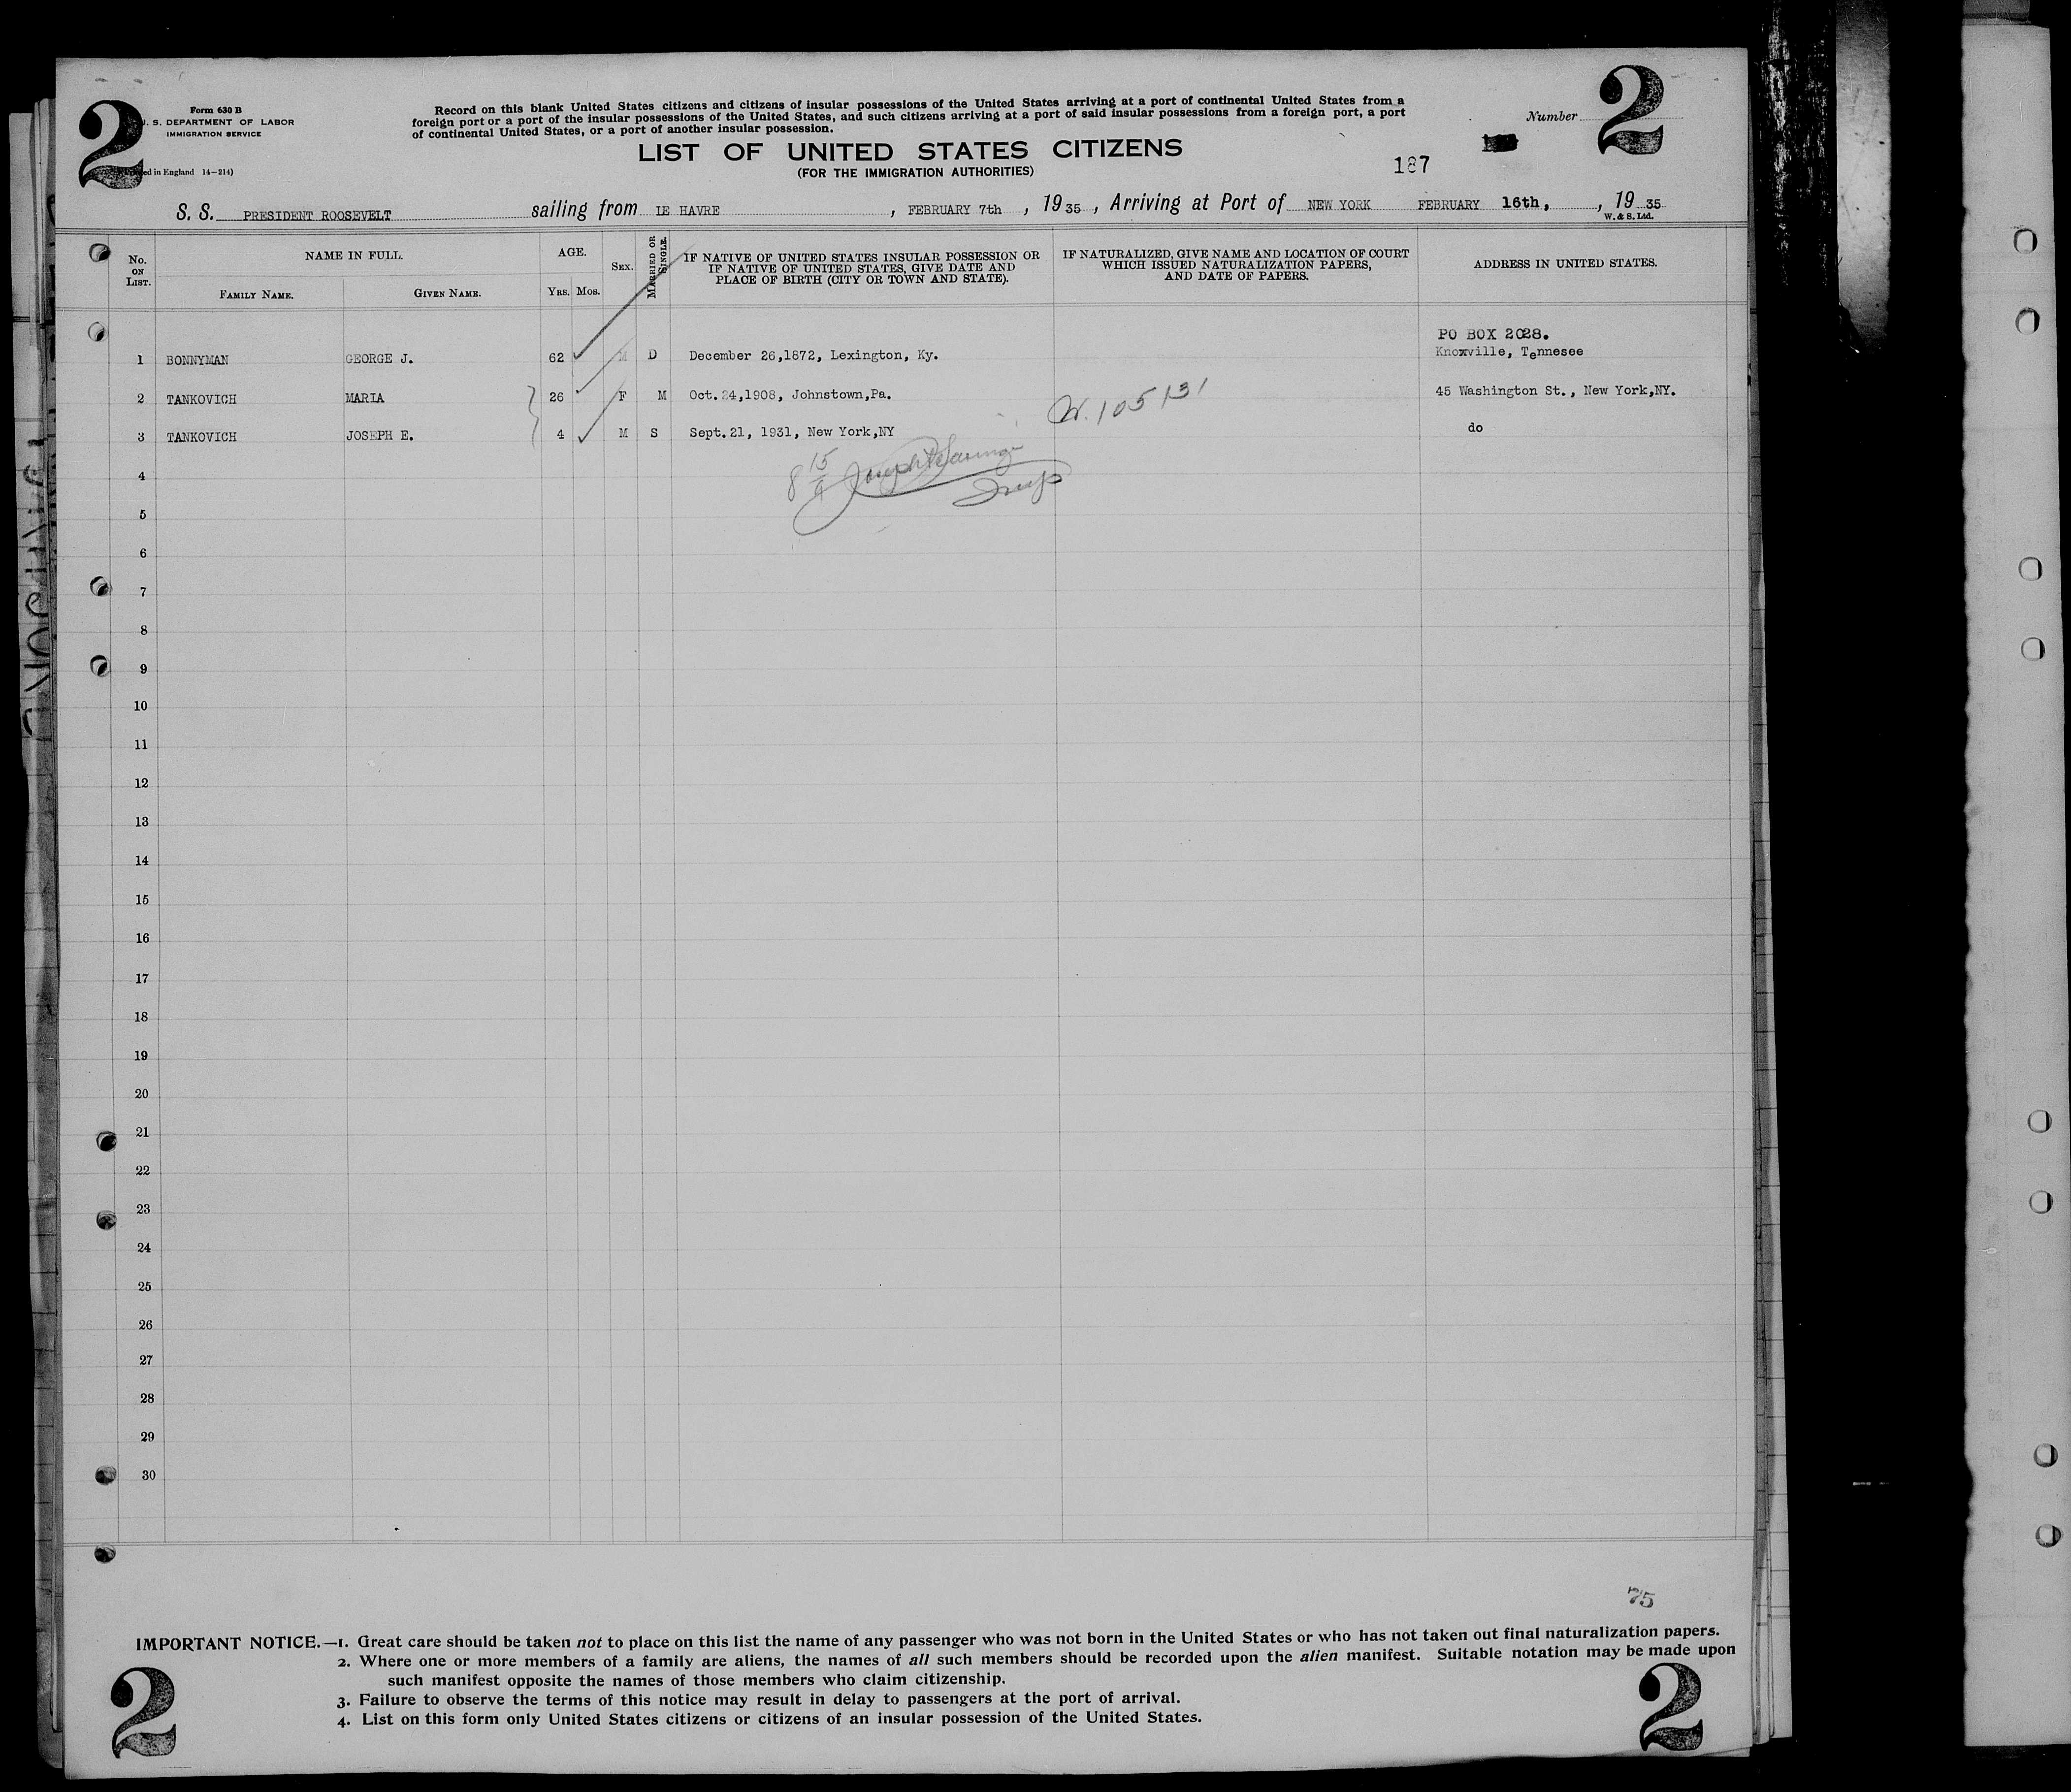 2 2
Form 630 B
U. S. DEPARTMENT OF LABOR
IMMIGRATION SERVICE
ed in England 14—214)
Record on this blank United States citizens and citizens of insular possessions of the United States arriving at a port of continental United States from a
foreign port or a port of the insular possessions of the United States, and such citizens arriving at a port of said insular possessions from a foreign port, a port
of continental United States, or a port of another insular possession.
Number
LIST OF UNITED STATES CITIZENS
(FOR THE IMMIGRATION AUTHORITIES)
187
S. S. PRESIDENT ROOSEVELT sailing from LE HAVRE , FEBRUARY 7th , 19 35 , Arriving at Port of NEW YORK FEBRUARY 16th, , 19 35
W. & S. Ltd.
No. ON LIST. NAME IN FULL. AGE. SEX. MARRIED OR SINGLE. IF NATIVE OF UNITED STATES INSULAR POSSESSION OR IF NATIVE OF UNITED STATES, GIVE DATE AND PLACE OF BIRTH (CITY OR TOWN AND STATE). IF NATURALIZED, GIVE NAME AND LOCATION OF COURT WHICH ISSUED NATURALIZATION PAPERS, AND DATE OF PAPERS. ADDRESS IN UNITED STATES.
FAMILY NAME. GIVEN NAME. YRS. MOS.
PO BOX 2028.
1 BONNYMAN GEORGE J. 62 M D December 26,1872, Lexington, Ky. Knoxville, Tennesee
2 TANKOVICH MARIA 26 F M Oct.24,1908, Johnstown,Pa. W.105131 45 Washington St., New York,NY.
3 TANKOVICH JOSEPH E. 4 M S Sept.21, 1931, New York,NY do
8 15/9 Joseph
4
5
6
7
8
9
10
11
12
13
14
15
16
17
18
19
20
21
22
23
24
25
26
27
28
29
30
75
IMPORTANT NOTICE.—1. Great care should be taken not to place on this list the name of any passenger who was not born in the United States or who has not taken out final naturalization papers.
2. Where one or more members of a family are aliens, the names of all such members should be recorded upon the alien manifest. Suitable notation may be made upon
such manifest opposite the names of those members who claim citizenship.
3. Failure to observe the terms of this notice may result in delay to passengers at the port of arrival.
4. List on this form only United States citizens or citizens of an insular possession of the United States.
2 2